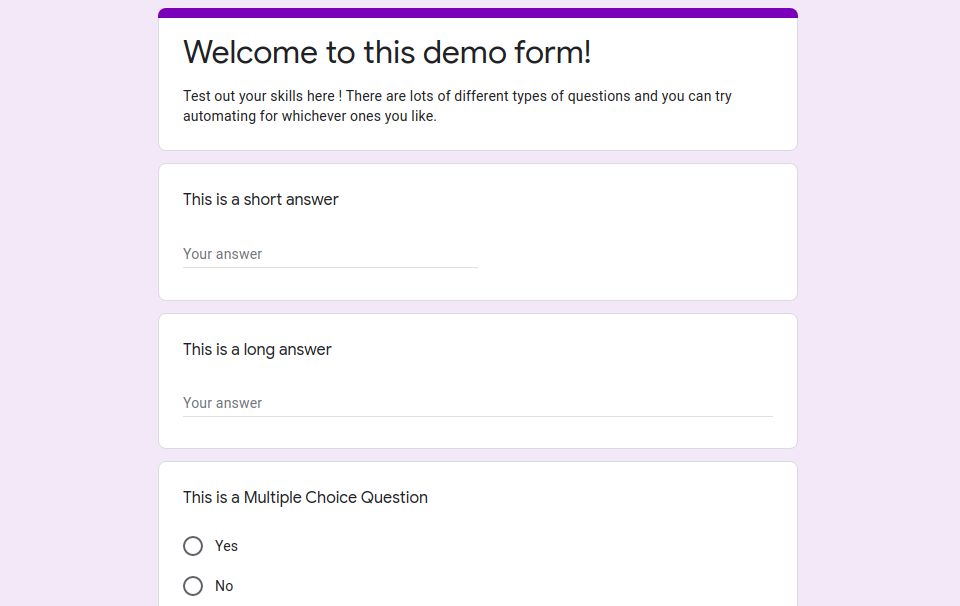 Welcome to this demo form!
Test out your skills here ! There are lots of different types of questions and you can try
automating for whichever ones you like.
This is a short answer
Your answer
This is a long answer
Your answer
This is a Multiple Choice Question
Yes
No